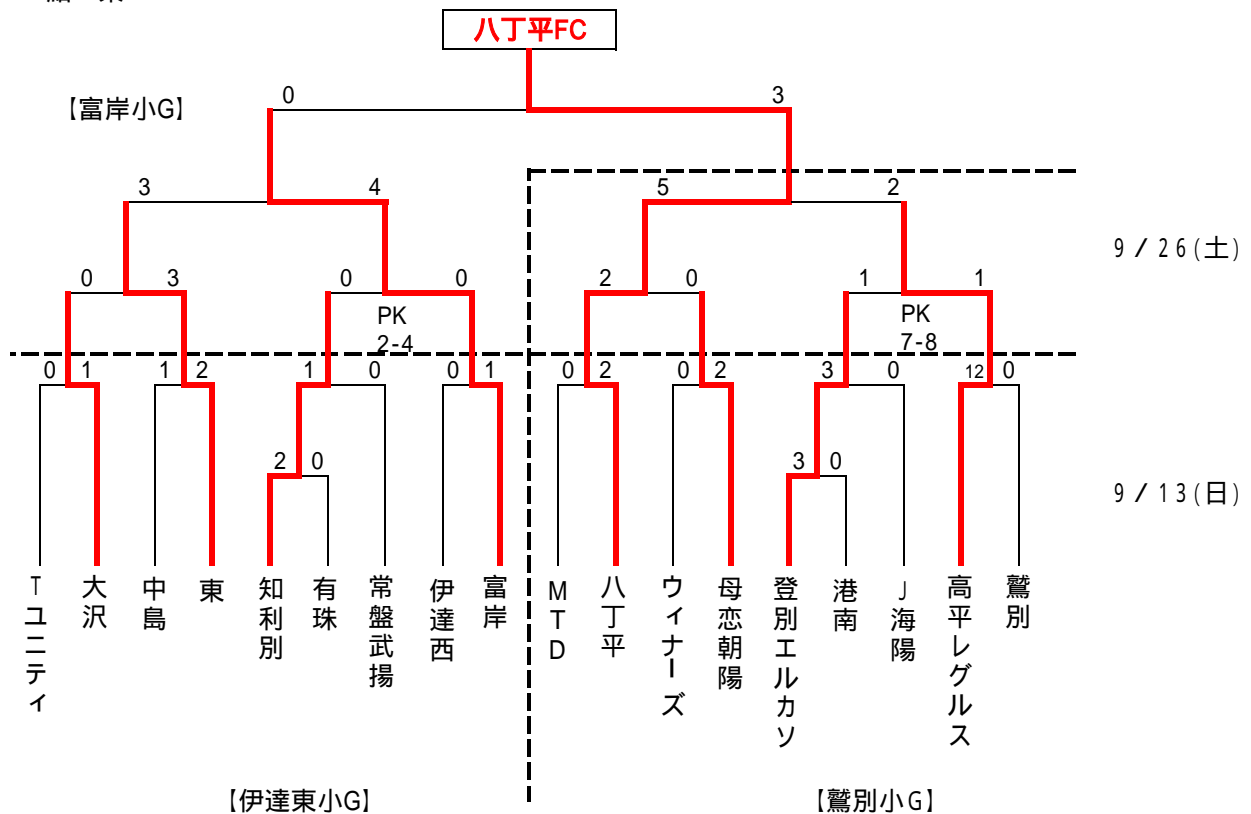 八丁平FC
【富岸小G】
0 3
3 4 5 2
9/26(土)
0 3 0 0 2 0 1 1
PK PK
2-4 7-8
0 1 1 2 1 0 0 1 0 2 0 2 3 0 12 0
2 0 3 0
9/13(日)
Tユニティ
大沢
中島
東
知利別
有珠
常盤武揚
伊達西
富岸
MTD
八丁平
ウィナーズ
母恋朝陽
登別エルカソ
港南
J海陽
高平レグルス
鷲別
【伊達東小G】
【鷲別小G】